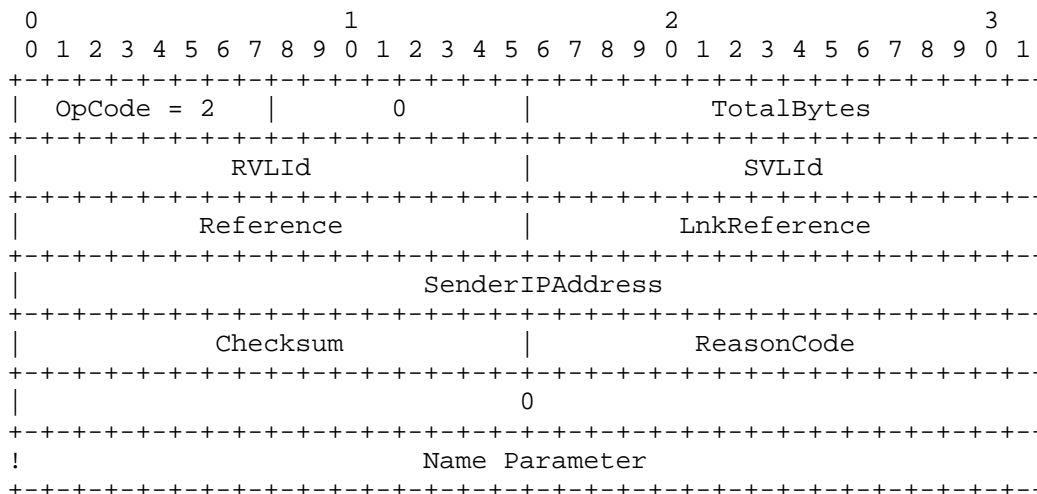 0                   1                   2                   3
 0 1 2 3 4 5 6 7 8 9 0 1 2 3 4 5 6 7 8 9 0 1 2 3 4 5 6 7 8 9 0 1
+-+-+-+-+-+-+-+-+-+-+-+-+-+-+-+-+-+-+-+-+-+-+-+-+-+-+-+-+-+-+-+--
|  OpCode = 2   |       0       |           TotalBytes
+-+-+-+-+-+-+-+-+-+-+-+-+-+-+-+-+-+-+-+-+-+-+-+-+-+-+-+-+-+-+-+--
|             RVLId             |             SVLId
+-+-+-+-+-+-+-+-+-+-+-+-+-+-+-+-+-+-+-+-+-+-+-+-+-+-+-+-+-+-+-+--
|           Reference           |         LnkReference
+-+-+-+-+-+-+-+-+-+-+-+-+-+-+-+-+-+-+-+-+-+-+-+-+-+-+-+-+-+-+-+--
|                         SenderIPAddress
+-+-+-+-+-+-+-+-+-+-+-+-+-+-+-+-+-+-+-+-+-+-+-+-+-+-+-+-+-+-+-+--
|            Checksum           |          ReasonCode
+-+-+-+-+-+-+-+-+-+-+-+-+-+-+-+-+-+-+-+-+-+-+-+-+-+-+-+-+-+-+-+--
|                               0
+-+-+-+-+-+-+-+-+-+-+-+-+-+-+-+-+-+-+-+-+-+-+-+-+-+-+-+-+-+-+-+--
!                         Name Parameter
+-+-+-+-+-+-+-+-+-+-+-+-+-+-+-+-+-+-+-+-+-+-+-+-+-+-+-+-+-+-+-+--